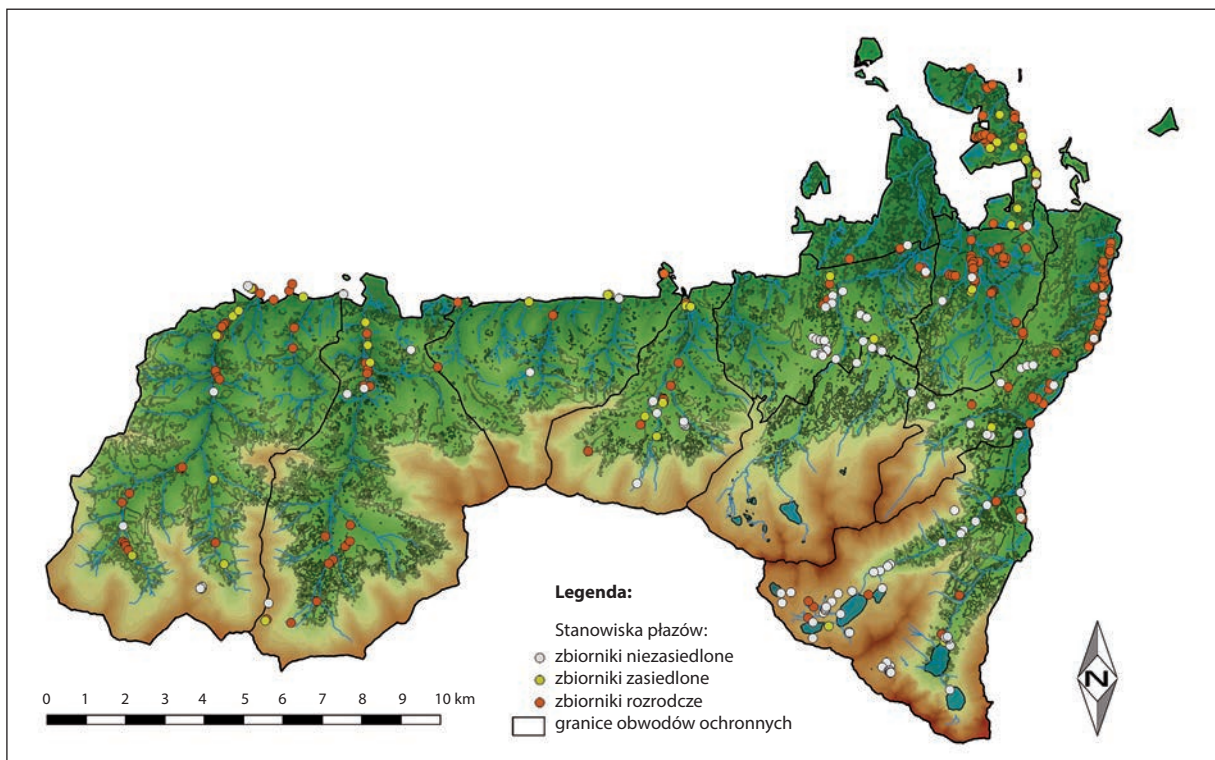 Legenda:
Stanowiska płazów:
zbiorniki niezasiedlone
zbiorniki zasiedlone
zbiorniki rozrodcze
granice obwodów ochronnych
0 1 2 3 4 5 6 7 8 9 10 km
N